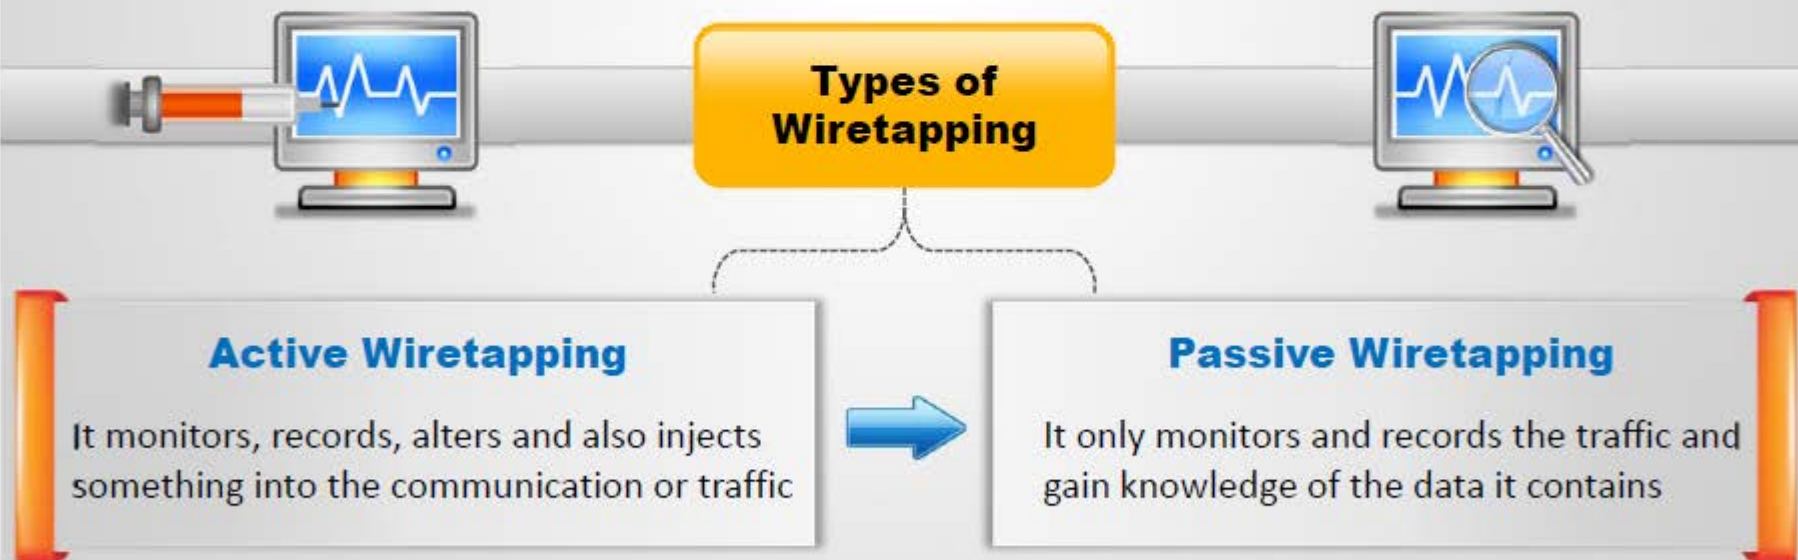 Types of
Wiretapping
Active Wiretapping
It monitors, records, alters and also injects
something into the communication or traffic
Passive Wiretapping
It only monitors and records the traffic and
gain knowledge of the data it contains